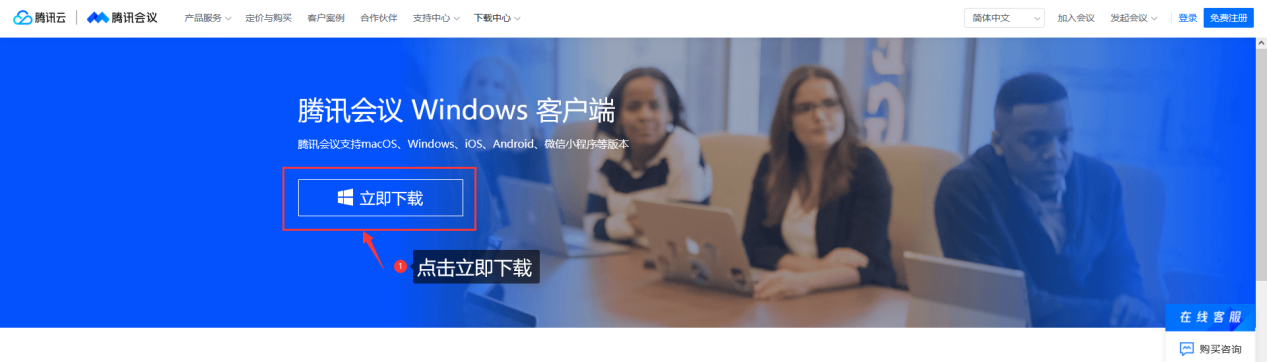 腾讯云 腾讯会议 产品服务 定价与购买 客户案例 合作伙伴 支持中心 下载中心 简体中文 加入会议 发起会议 登录 免费注册
腾讯会议 Windows 客户端
腾讯会议支持macOS、Windows、iOS、Android、微信小程序等版本
立即下载
1 点击立即下载
在线客服
购买咨询